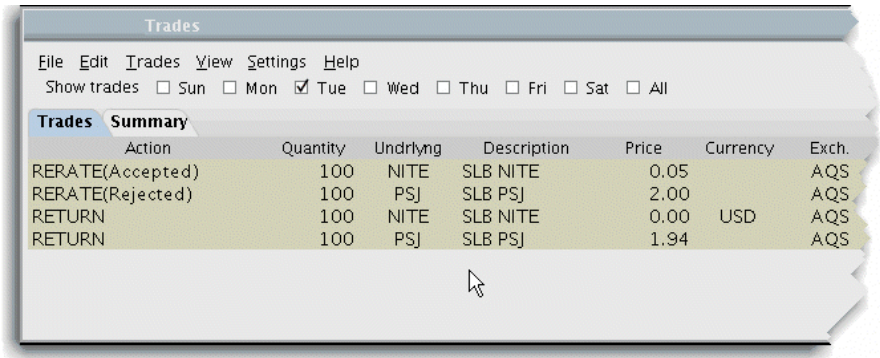 Trades
File Edit Trades View Settings Help
Show trades Sun Mon Tue Wed Thu Fri Sat All
Trades Summary
Action Quantity Undrlyng Description Price Currency Exch.
RERATE(Accepted) 100 NITE SLB NITE 0.05 AQS
RERATE(Rejected) 100 PSJ SLB PSJ 2.00 AQS
RETURN 100 NITE SLB NITE 0.00 USD AQS
RETURN 100 PSJ SLB PSJ 1.94 AQS